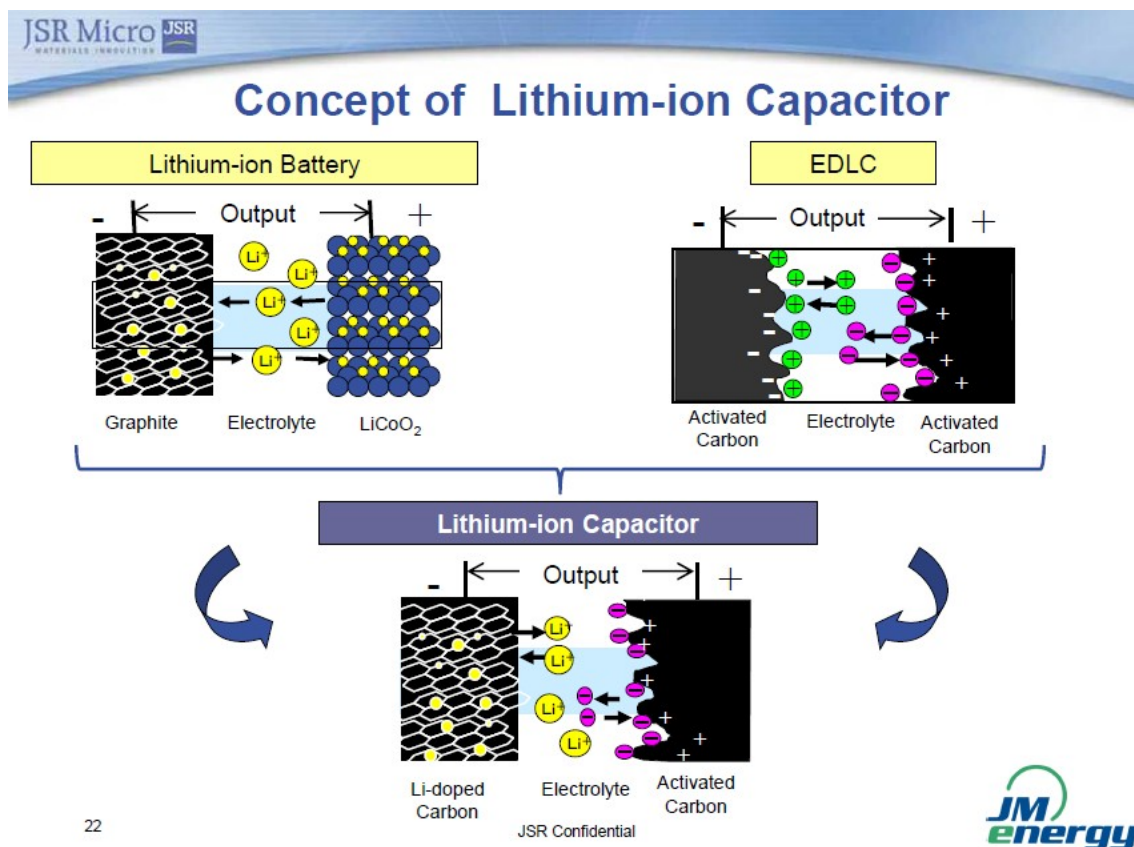 JSR Micro JSR
MATERIALS INNOVATION
Concept of Lithium-ion Capacitor
Lithium-ion Battery
EDLC
- Output +
- Output +
Li+
Li+
Li+
Li+
Li+
Graphite Electrolyte LiCoO2
Activated
Carbon
Electrolyte
Activated
Carbon
Lithium-ion Capacitor
- Output +
Li+
Li+
Li+
Li+
Li-doped
Carbon
Electrolyte
Activated
Carbon
22
JSR Confidential
JM
energy